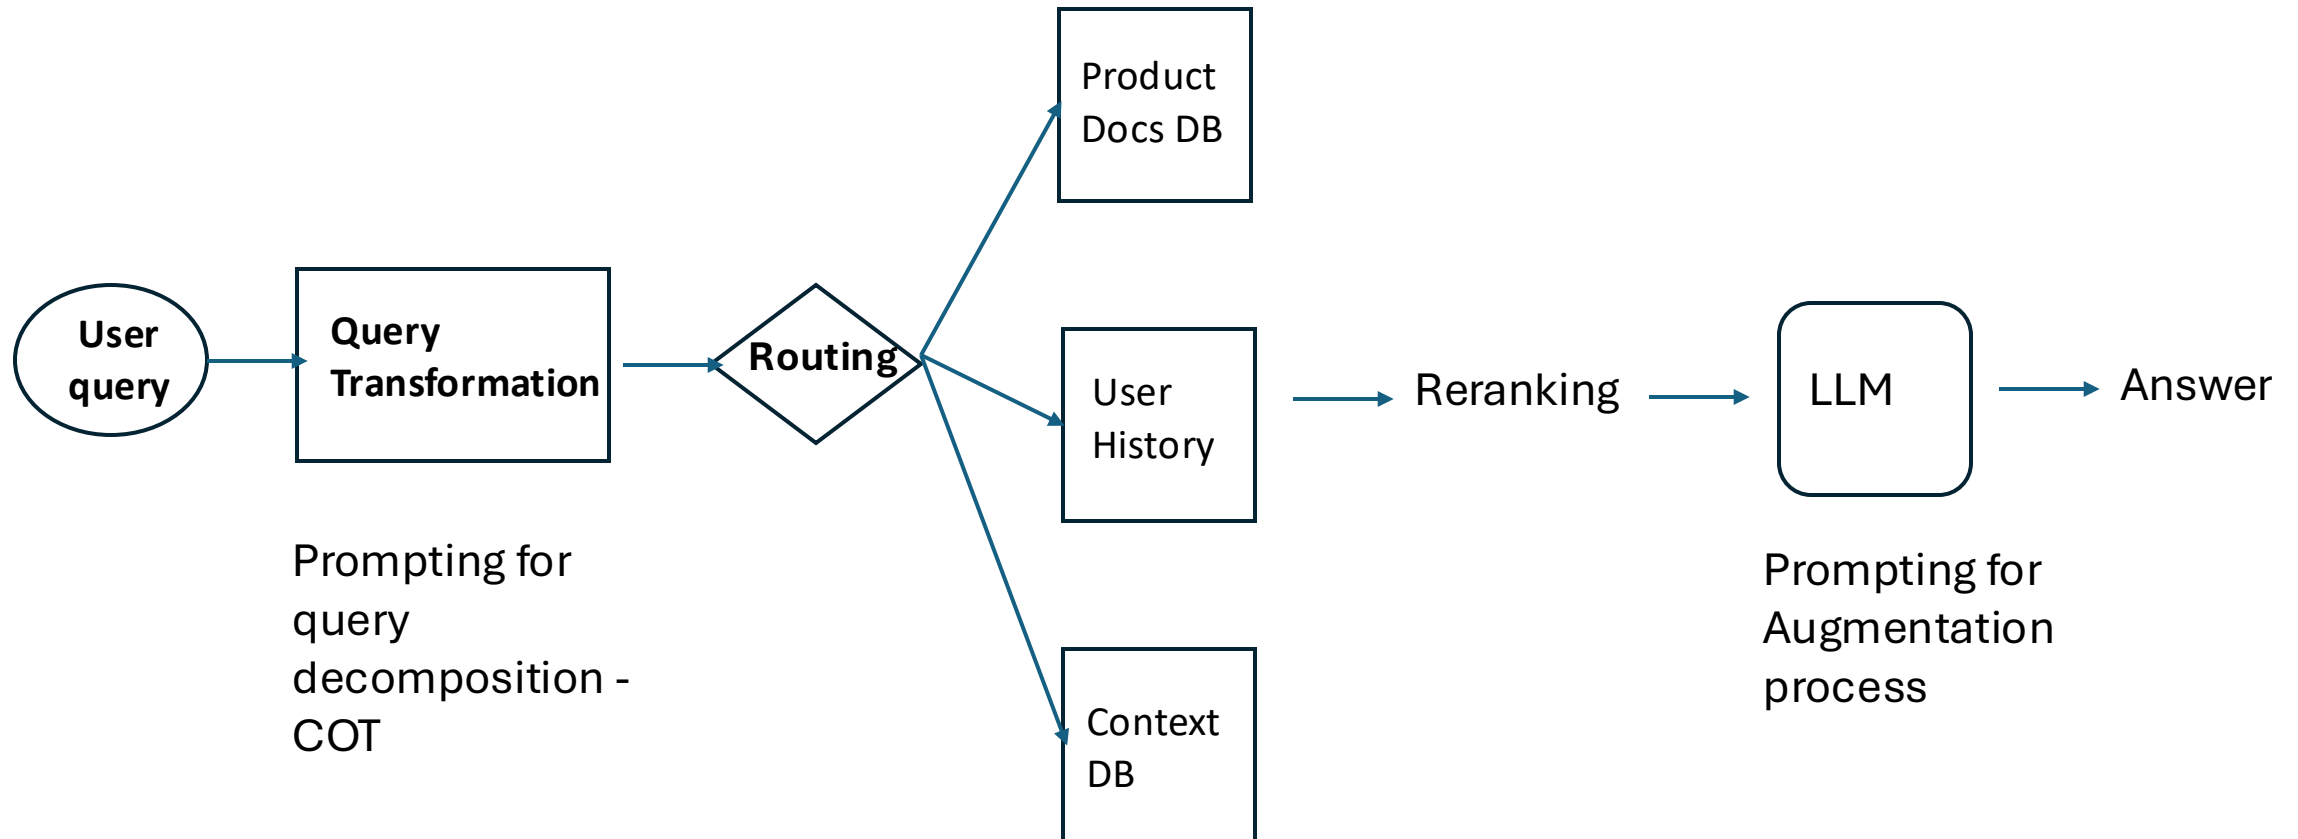 User
query
Query
Transformation
Prompting for
query
decomposition -
COT
Routing
Product
Docs DB
User
History
Context
DB
Reranking
LLM
Prompting for
Augmentation
process
Answer